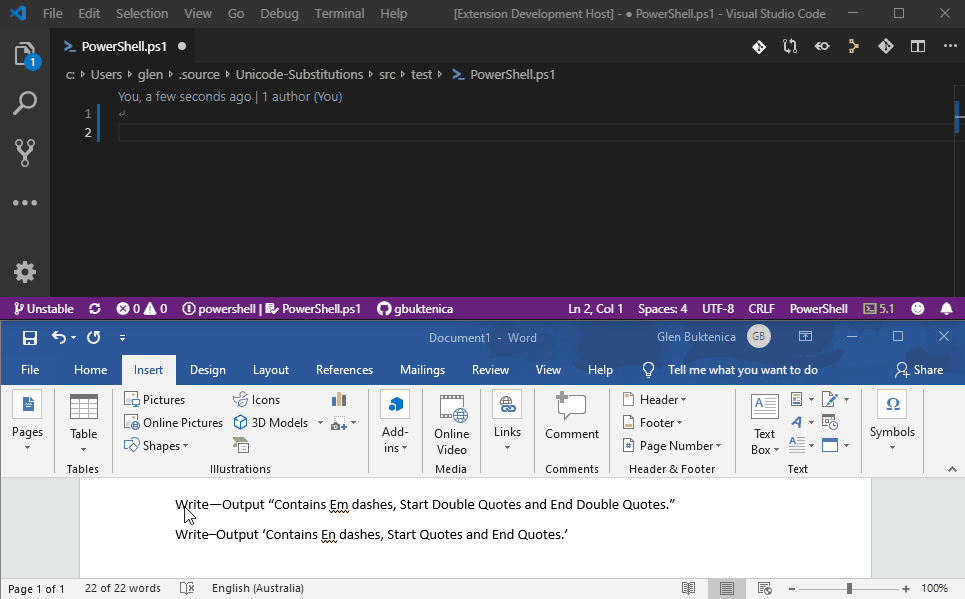 File Edit Selection View Go Debug Terminal Help [Extension Development Host] - ● PowerShell.ps1 - Visual Studio Code
PowerShell.ps1 ●
c: › Users › glen › .source › Unicode-Substitutions › src › test › PowerShell.ps1
You, a few seconds ago | 1 author (You)
1
1
2
Unstable 0 0 powershell | PowerShell.ps1 gbuktenica Ln 2, Col 1 Spaces: 4 UTF-8 CRLF PowerShell 5.1
Document1 - Word Glen Buktenica GB
File Home Insert Design Layout References Mailings Review View Help Tell me what you want to do Share
Pages
Table
Tables
Pictures
Online Pictures
Shapes
Icons
3D Models
Illustrations
Add-
ins
Online
Video
Media
Links
Comment
Comments
Header
Footer
Page Number
Header & Footer
Text
Box
Text
Symbols
Write—Output “Contains Em dashes, Start Double Quotes and End Double Quotes.”
Write–Output ‘Contains En dashes, Start Quotes and End Quotes.’
Page 1 of 1 22 of 22 words English (Australia) 100%